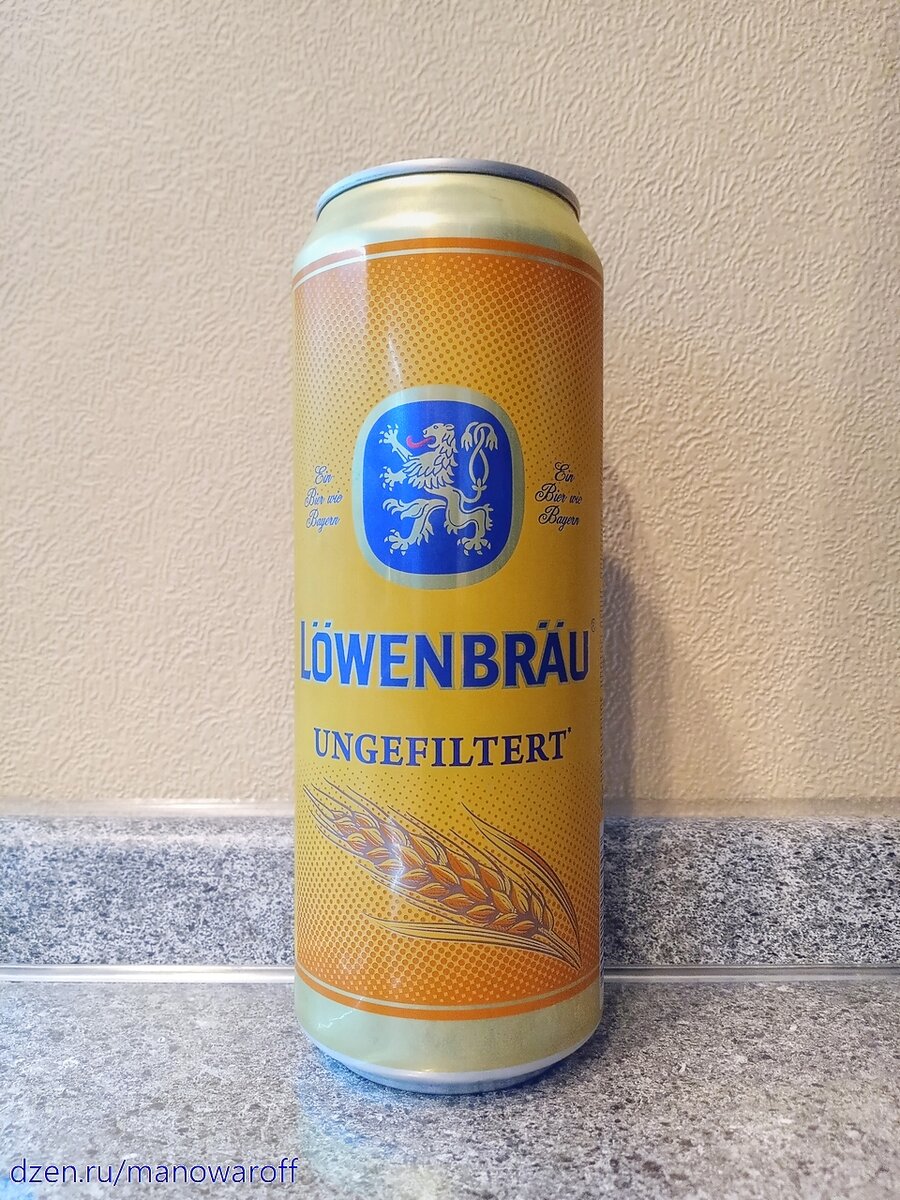 Ein
Bier wie
Bayern
Ein
Bier wie
Bayern
LÖWENBRÄU®
UNGEFILTERT*
dzen.ru/manowaroff